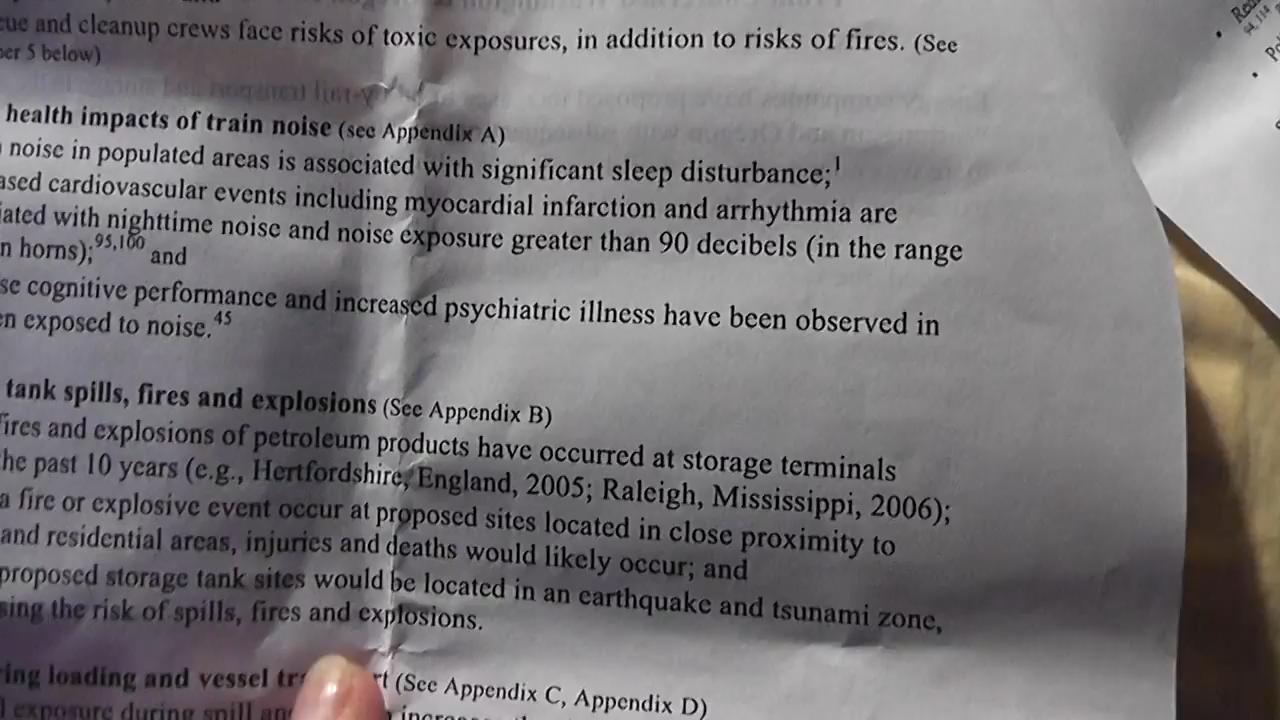 cue and cleanup crews face risks of toxic exposures, in addition to risks of fires. (See
ber 5 below)
health impacts of train noise (see Appendix A)
noise in populated areas is associated with significant sleep disturbance;1
ased cardiovascular events including myocardial infarction and arrhythmia are
iated with nighttime noise and noise exposure greater than 90 decibels (in the range
n horns);95,100 and
se cognitive performance and increased psychiatric illness have been observed in
en exposed to noise.45
tank spills, fires and explosions (See Appendix B)
fires and explosions of petroleum products have occurred at storage terminals
he past 10 years (e.g., Hertfordshire, England, 2005; Raleigh, Mississippi, 2006);
a fire or explosive event occur at proposed sites located in close proximity to
and residential areas, injuries and deaths would likely occur; and
proposed storage tank sites would be located in an earthquake and tsunami zone,
sing the risk of spills, fires and explosions.
ring loading and vessel tr rt (See Appendix C, Appendix D)
exposure during spill an